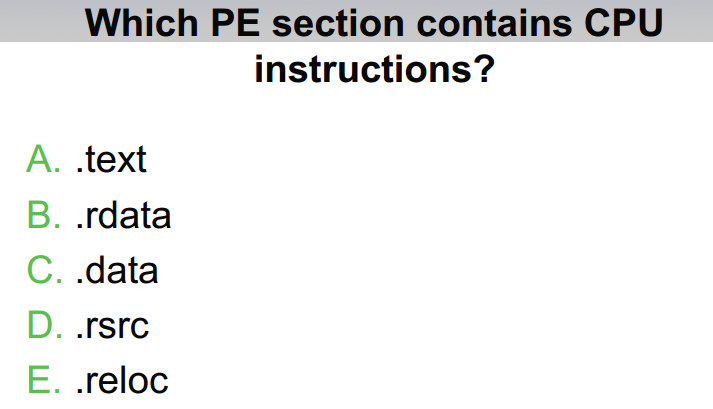 Which PE section contains CPU
instructions?
A. .text
B. .rdata
C. .data
D. .rsrc
E. .reloc